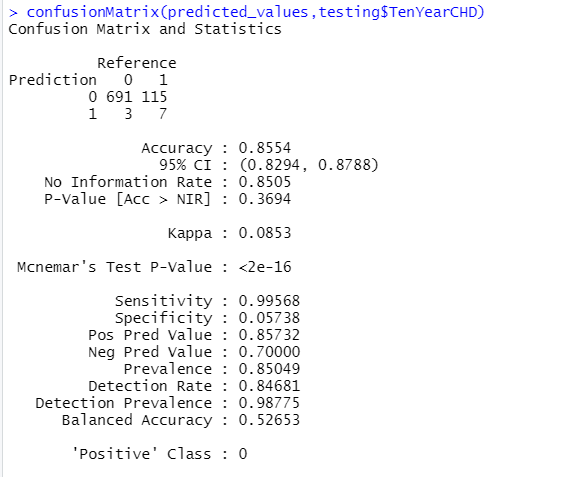 > confusionMatrix(predicted_values,testing$TenYearCHD)
Confusion Matrix and Statistics

          Reference
Prediction   0   1
         0 691 115
         1   3   7

               Accuracy : 0.8554
                 95% CI : (0.8294, 0.8788)
    No Information Rate : 0.8505
    P-Value [Acc > NIR] : 0.3694

                  Kappa : 0.0853

 Mcnemar's Test P-Value : <2e-16

            Sensitivity : 0.99568
            Specificity : 0.05738
         Pos Pred Value : 0.85732
         Neg Pred Value : 0.70000
             Prevalence : 0.85049
         Detection Rate : 0.84681
   Detection Prevalence : 0.98775
      Balanced Accuracy : 0.52653

       'Positive' Class : 0